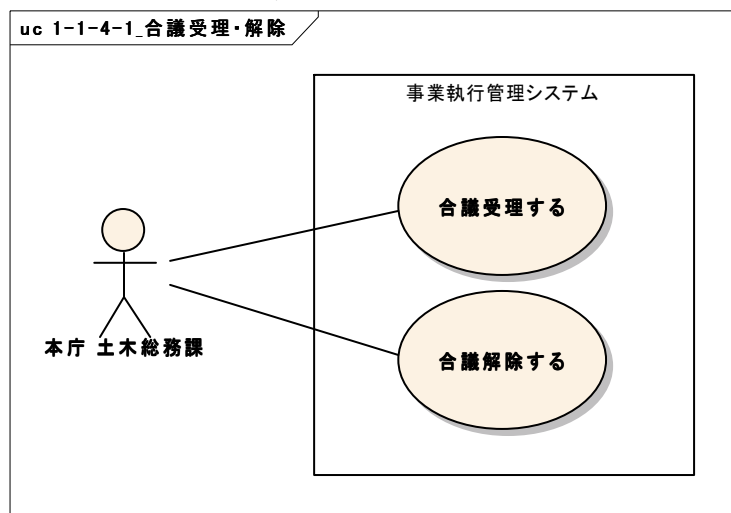 uc 1-1-4-1_合議受理・解除
事業執行管理システム
合議受理する
本庁 土木総務課
合議解除する